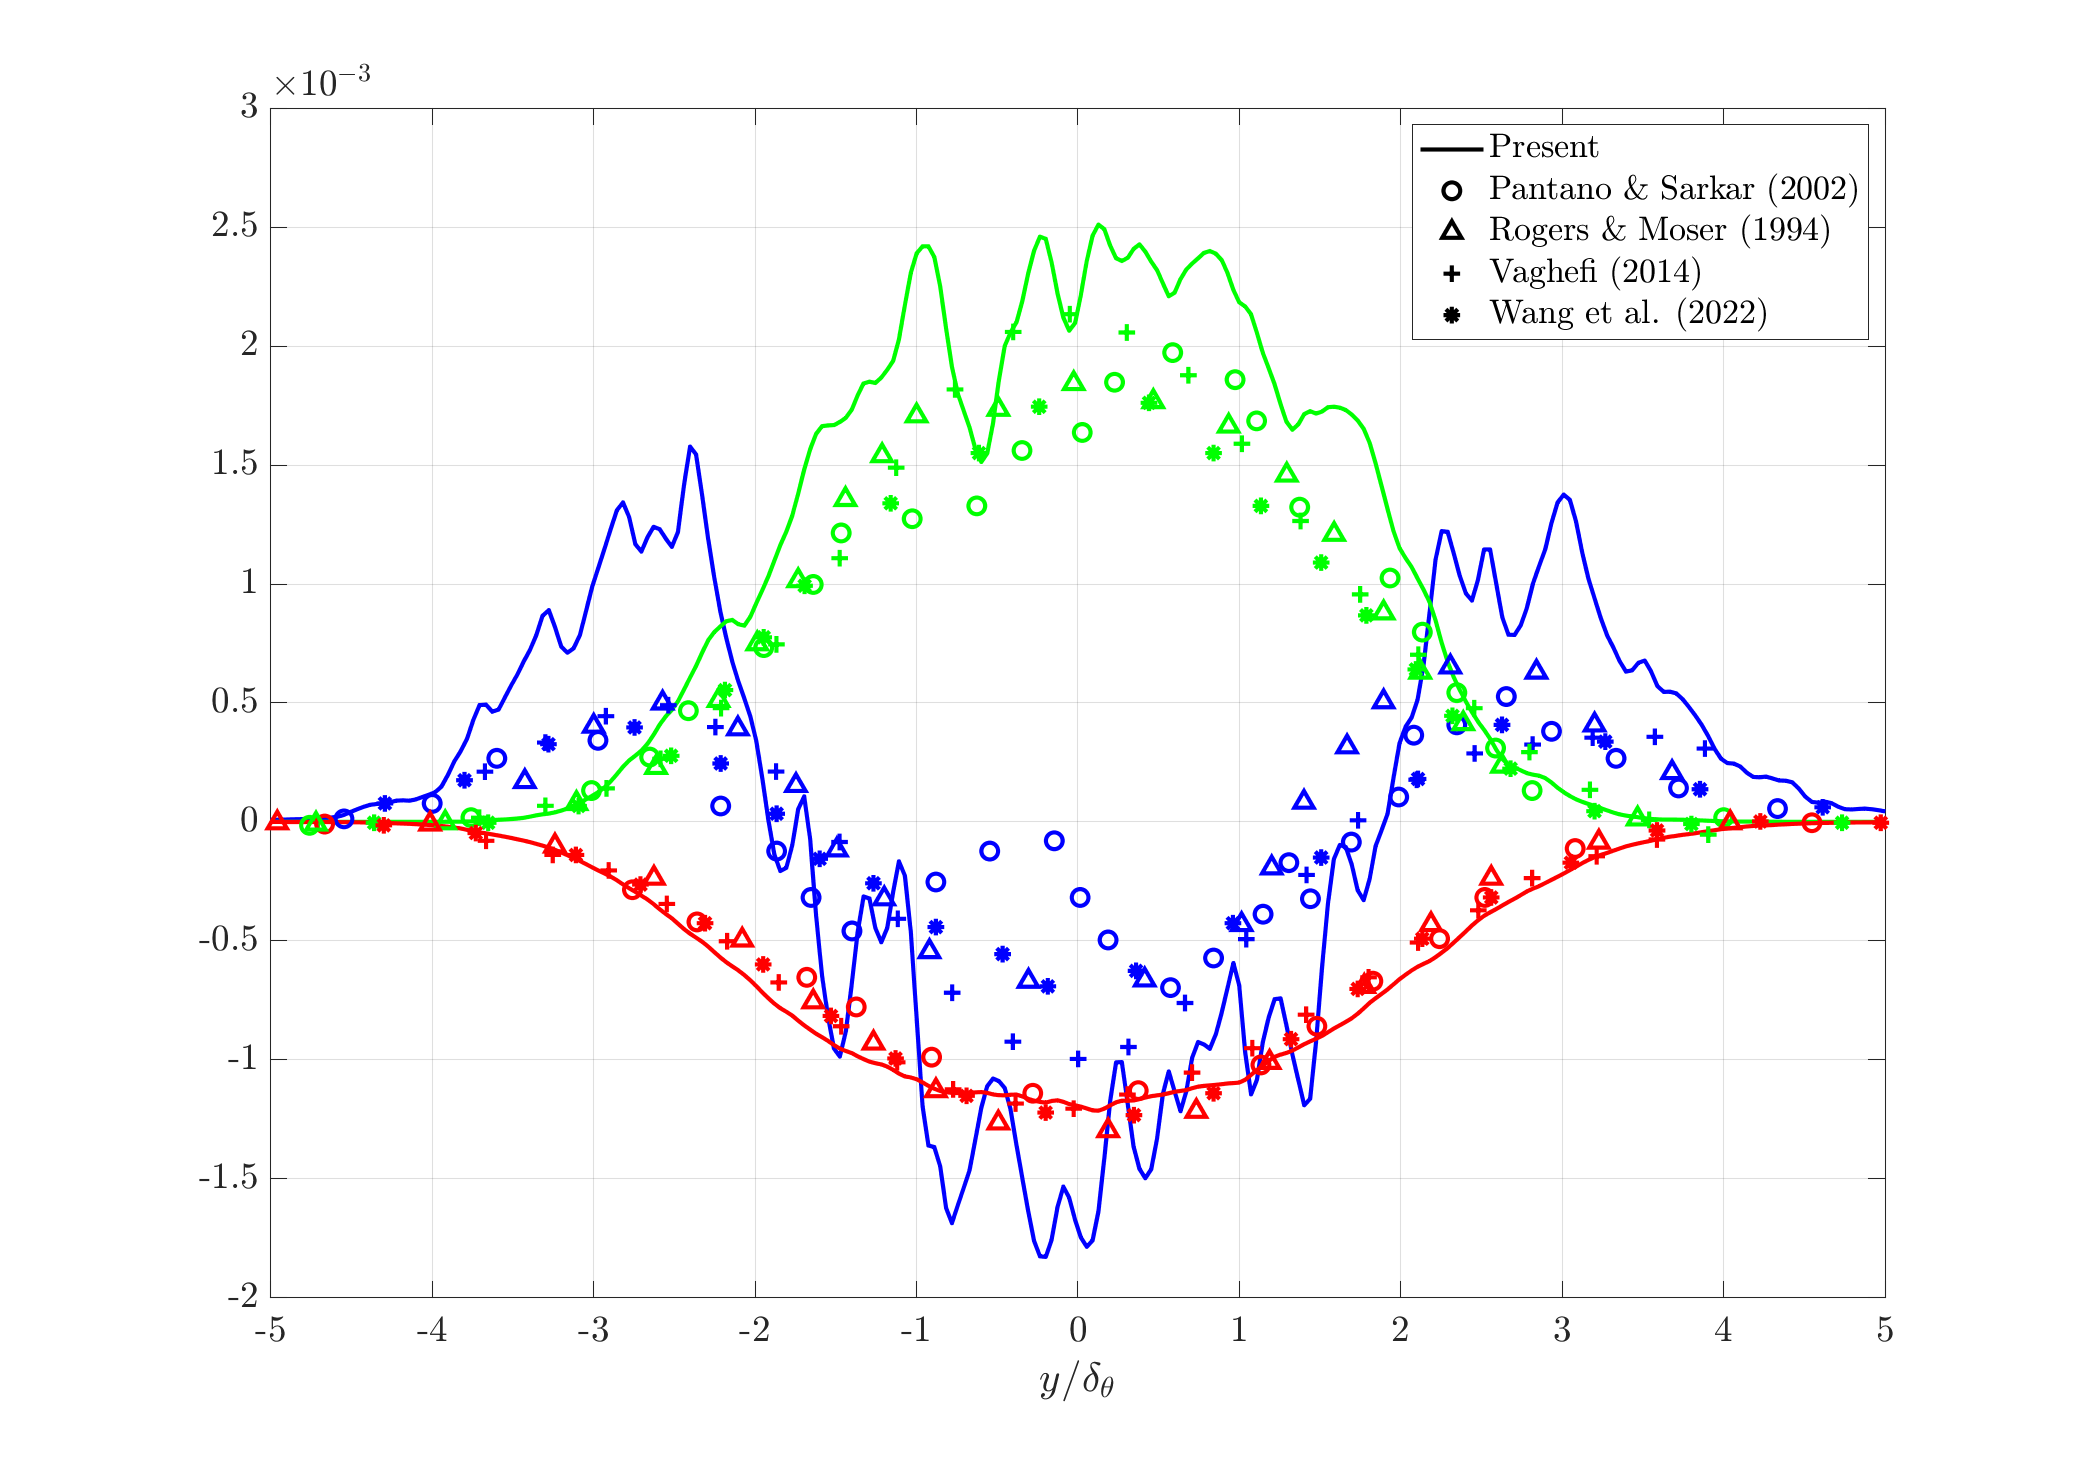 ×10⁻³
3
2.5
2
1.5
1
0.5
0
-0.5
-1
-1.5
-2
-5 -4 -3 -2 -1 0 1 2 3 4 5
y/δ_θ
Present
Pantano & Sarkar (2002)
Rogers & Moser (1994)
Vaghefi (2014)
Wang et al. (2022)